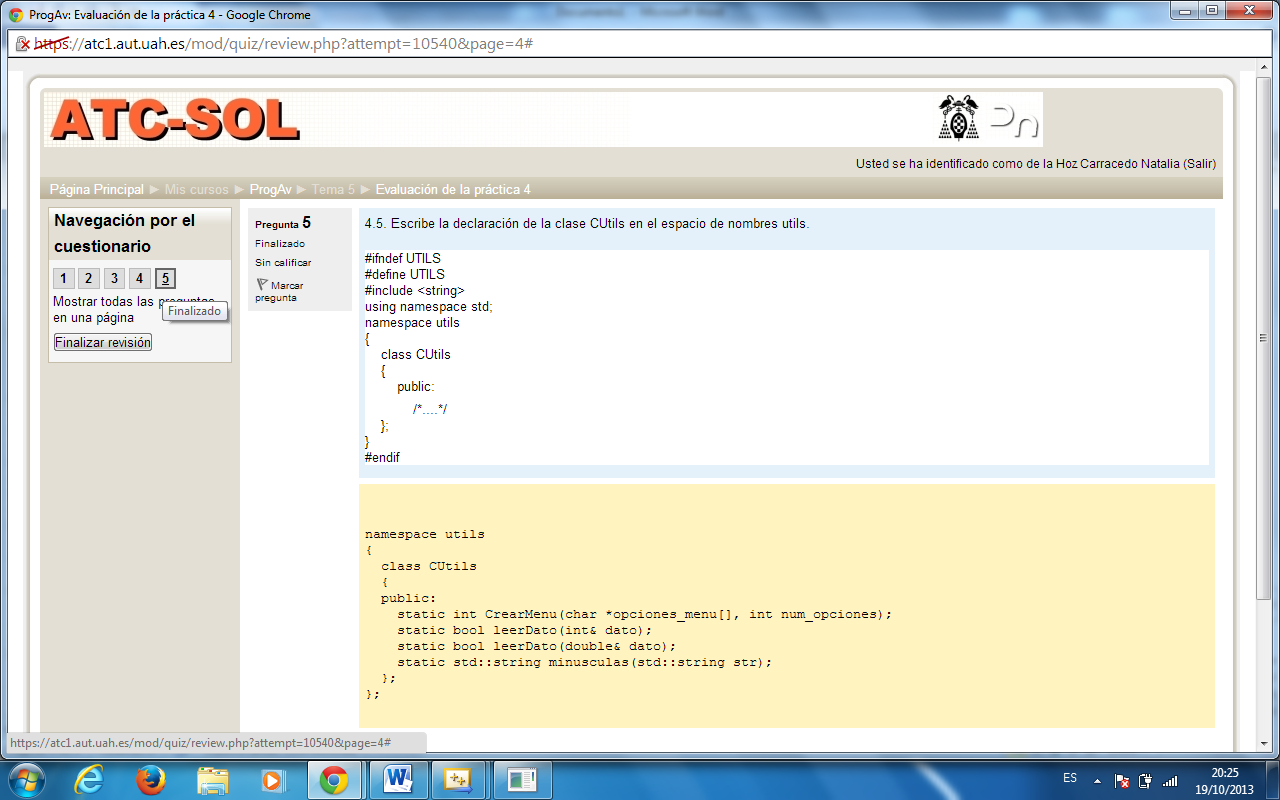 ProgAv: Evaluación de la práctica 4 - Google Chrome
https://atc1.aut.uah.es/mod/quiz/review.php?attempt=10540&page=4#
ATC-SOL
Usted se ha identificado como de la Hoz Carracedo Natalia (Salir)
Página Principal ► Mis cursos ► ProgAv ► Tema 5 ► Evaluación de la práctica 4
Navegación por el
cuestionario
1 2 3 4 5
Mostrar todas las preguntas
en una página
Finalizado
Finalizar revisión
Pregunta 5
Finalizado
Sin calificar
Marcar
pregunta
4.5. Escribe la declaración de la clase CUtils en el espacio de nombres utils.
#ifndef UTILS
#define UTILS
#include <string>
using namespace std;
namespace utils
{
class CUtils
{
public:
/*....*/
};
}
#endif
namespace utils
{
class CUtils
{
public:
static int CrearMenu(char *opciones_menu[], int num_opciones);
static bool leerDato(int& dato);
static bool leerDato(double& dato);
static std::string minusculas(std::string str);
};
};
https://atc1.aut.uah.es/mod/quiz/review.php?attempt=10540&page=4#
ES
20:25
19/10/2013